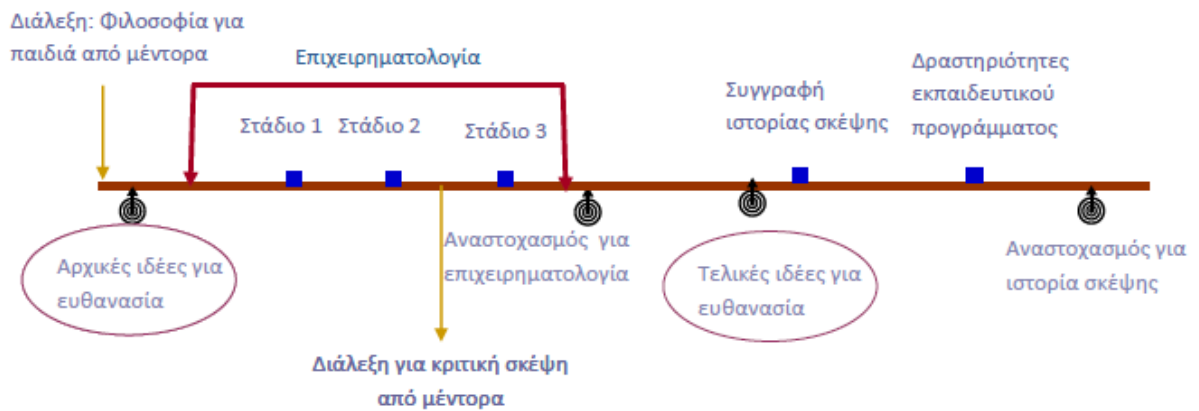 Διάλεξη: Φιλοσοφία για
παιδιά από μέντορα
Επιχειρηματολογία
Στάδιο 1
Στάδιο 2
Στάδιο 3
Συγγραφή
ιστορίας σκέψης
Δραστηριότητες
εκπαιδευτικού
προγράμματος
Αρχικές ιδέες για
ευθανασία
Αναστοχασμός για
επιχειρηματολογία
Τελικές ιδέες για
ευθανασία
Αναστοχασμός για
ιστορία σκέψης
Διάλεξη για κριτική σκέψη
από μέντορα